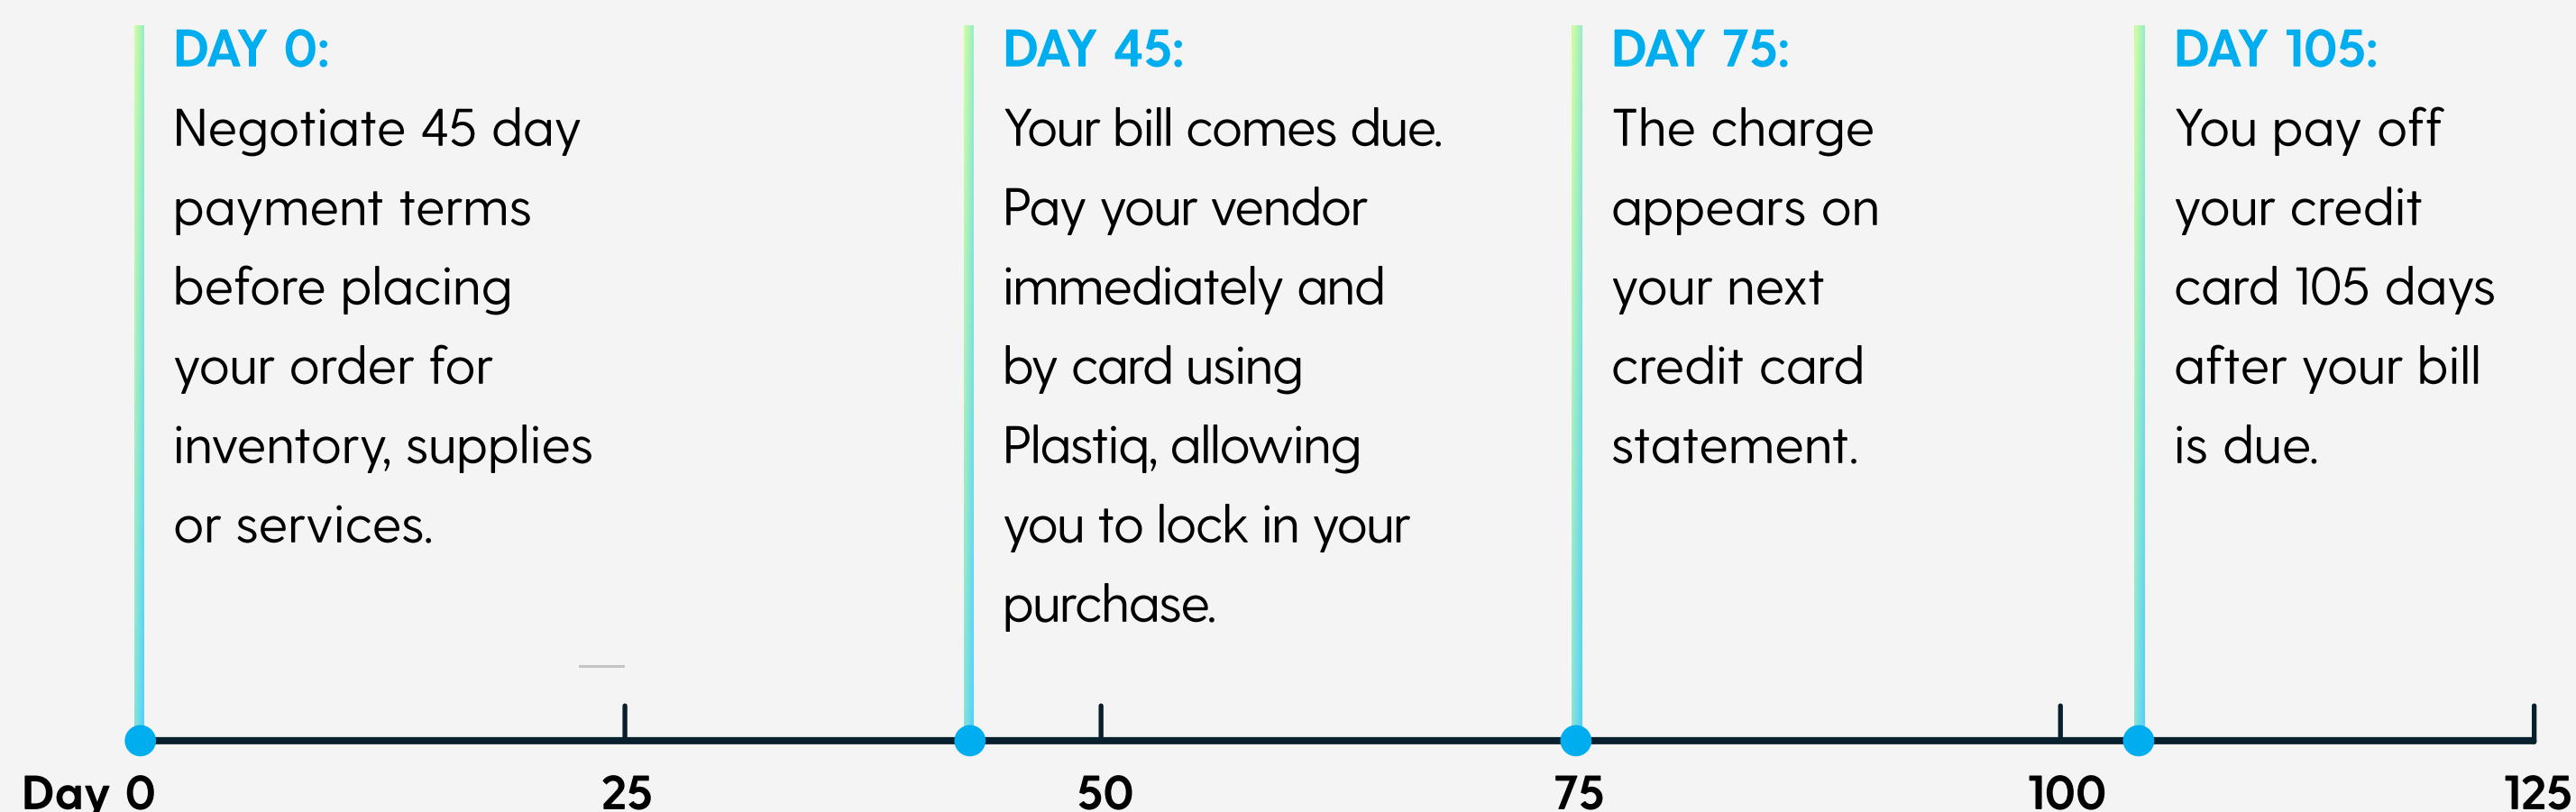 DAY 0:
Negotiate 45 day
payment terms
before placing
your order for
inventory, supplies
or services.
DAY 45:
Your bill comes due.
Pay your vendor
immediately and
by card using
Plastiq, allowing
you to lock in your
purchase.
DAY 75:
The charge
appears on
your next
credit card
statement.
DAY 105:
You pay off
your credit
card 105 days
after your bill
is due.
Day 0 25 50 75 100 125